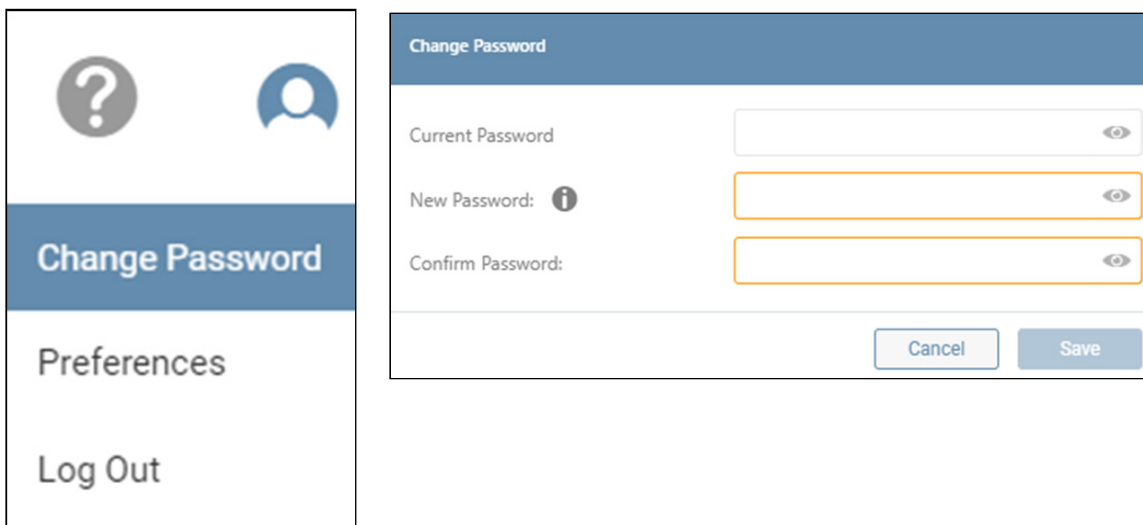 Change Password
Preferences
Log Out
Change Password
Current Password
New Password:
Confirm Password:
Cancel Save